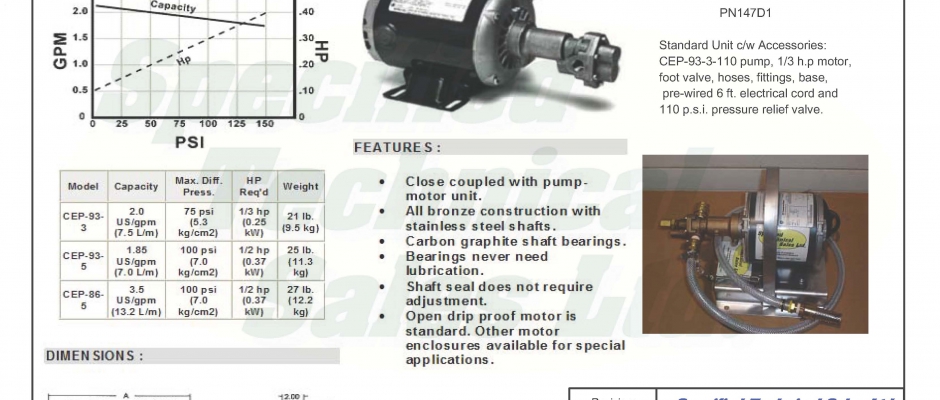 PN147D1
Standard Unit c/w Accessories:
CEP-93-3-110 pump, 1/3 h.p motor,
foot valve, hoses, fittings, base,
pre-wired 6 ft. electrical cord and
110 p.s.i. pressure relief valve.
Capacity
Hp
2.0
1.5
1.0
0.5
0
GPM
.40
.30
.20
.10
0
HP
0 25 50 75 100 125 150
PSI
FEATURES :
• Close coupled with pump-
motor unit.
• All bronze construction with
stainless steel shafts.
• Carbon graphite shaft bearings.
• Bearings never need
lubrication.
• Shaft seal does not require
adjustment.
• Open drip proof motor is
standard. Other motor
enclosures available for special
applications.
Model Capacity Max. Diff. Press. HP Req'd Weight
CEP-93-3 2.0 US/gpm (7.5 L/m) 75 psi (5.3 kg/cm2) 1/3 hp (0.25 kW) 21 lb. (9.5 kg)
CEP-93-5 1.85 US/gpm (7.0 L/m) 100 psi (7.0 kg/cm2) 1/2 hp (0.37 kW) 25 lb. (11.3 kg)
CEP-86-5 3.5 US/gpm (13.2 L/m) 100 psi (7.0 kg/cm2) 1/2 hp (0.37 kW) 27 lb. (12.2 kg)
DIMENSIONS :
A
2.00
Technical
Sales Ltd.